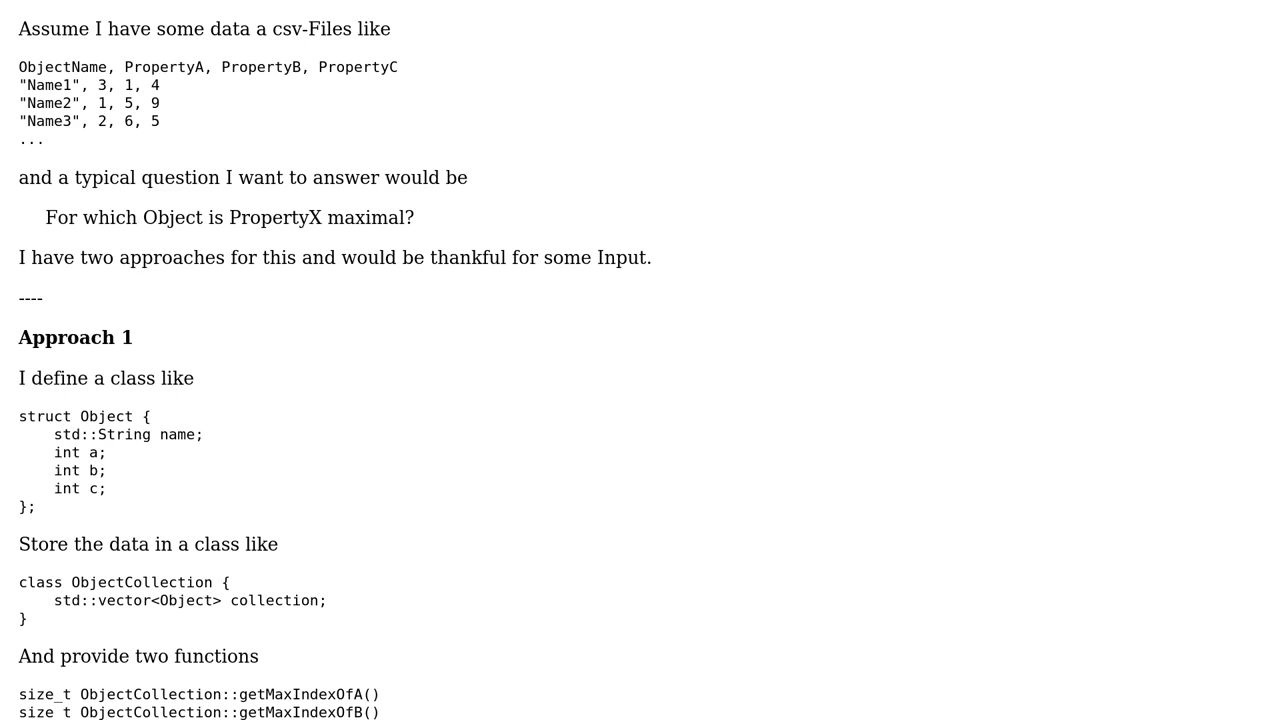 Assume I have some data a csv-Files like
ObjectName, PropertyA, PropertyB, PropertyC
"Name1", 3, 1, 4
"Name2", 1, 5, 9
"Name3", 2, 6, 5
...
and a typical question I want to answer would be
For which Object is PropertyX maximal?
I have two approaches for this and would be thankful for some Input.
----
Approach 1
I define a class like
struct Object {
    std::String name;
    int a;
    int b;
    int c;
};
Store the data in a class like
class ObjectCollection {
    std::vector<Object> collection;
}
And provide two functions
size_t ObjectCollection::getMaxIndexOfA()
size_t ObjectCollection::getMaxIndexOfB()